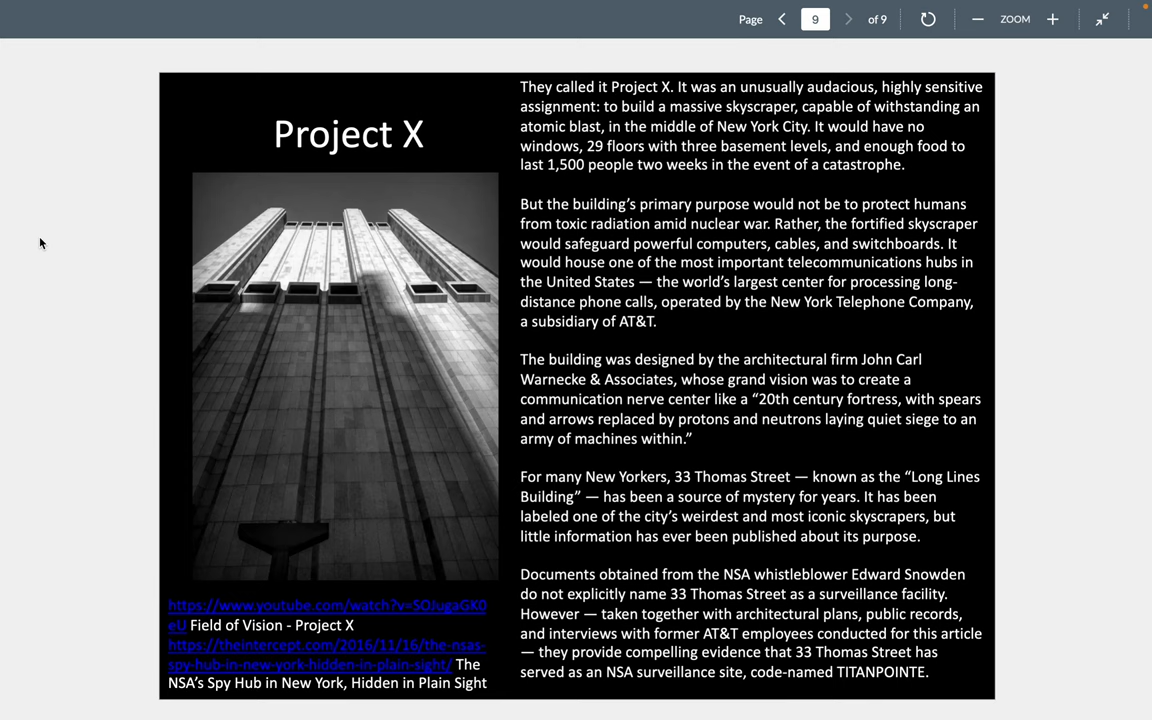 Page
9
of 9
ZOOM
Project X
They called it Project X. It was an unusually audacious, highly sensitive
assignment: to build a massive skyscraper, capable of withstanding an
atomic blast, in the middle of New York City. It would have no
windows, 29 floors with three basement levels, and enough food to
last 1,500 people two weeks in the event of a catastrophe.
But the building’s primary purpose would not be to protect humans
from toxic radiation amid nuclear war. Rather, the fortified skyscraper
would safeguard powerful computers, cables, and switchboards. It
would house one of the most important telecommunications hubs in
the United States — the world’s largest center for processing long-
distance phone calls, operated by the New York Telephone Company,
a subsidiary of AT&T.
The building was designed by the architectural firm John Carl
Warnecke & Associates, whose grand vision was to create a
communication nerve center like a “20th century fortress, with spears
and arrows replaced by protons and neutrons laying quiet siege to an
army of machines within.”
For many New Yorkers, 33 Thomas Street — known as the “Long Lines
Building” — has been a source of mystery for years. It has been
labeled one of the city’s weirdest and most iconic skyscrapers, but
little information has ever been published about its purpose.
Documents obtained from the NSA whistleblower Edward Snowden
do not explicitly name 33 Thomas Street as a surveillance facility.
However — taken together with architectural plans, public records,
and interviews with former AT&T employees conducted for this article
— they provide compelling evidence that 33 Thomas Street has
served as an NSA surveillance site, code-named TITANPOINTE.
https://www.youtube.com/watch?v=5OJugaGK0
eU Field of Vision - Project X
https://theintercept.com/2016/11/16/the-nsas-
spy-hub-in-new-york-hidden-in-plain-sight/ The
NSA’s Spy Hub in New York, Hidden in Plain Sight